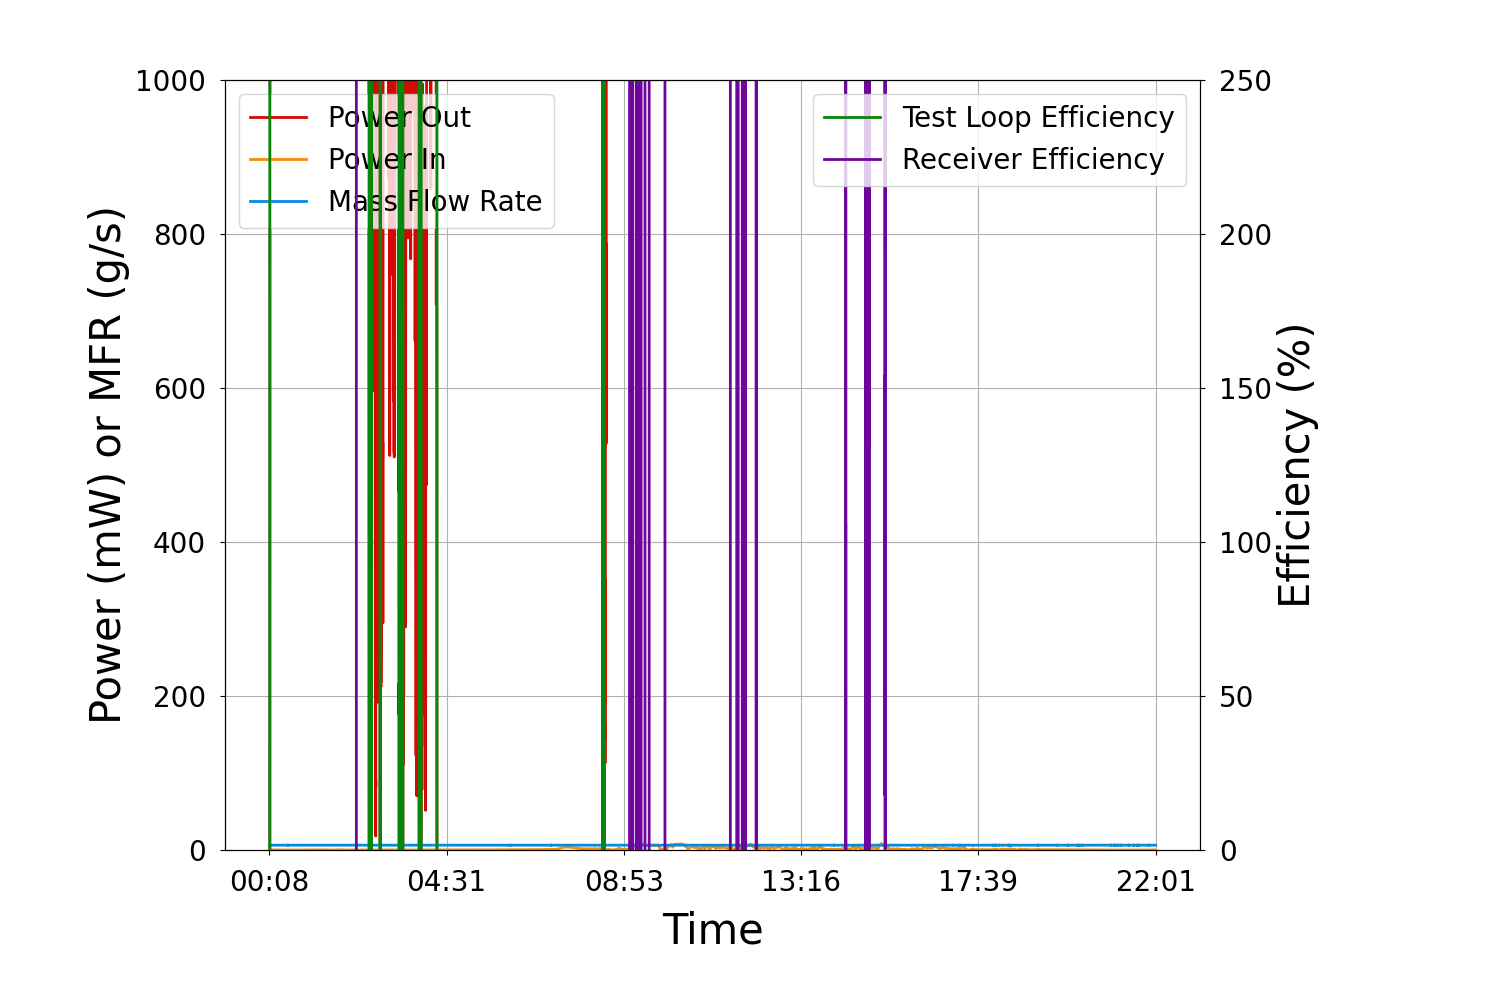 1000
800
600
400
200
0
Power (mW) or MFR (g/s)
Power Out
Power In
Mass Flow Rate
Test Loop Efficiency
Receiver Efficiency
250
200
150
100
50
0
Efficiency (%)
00:08 04:31 08:53 13:16 17:39 22:01
Time